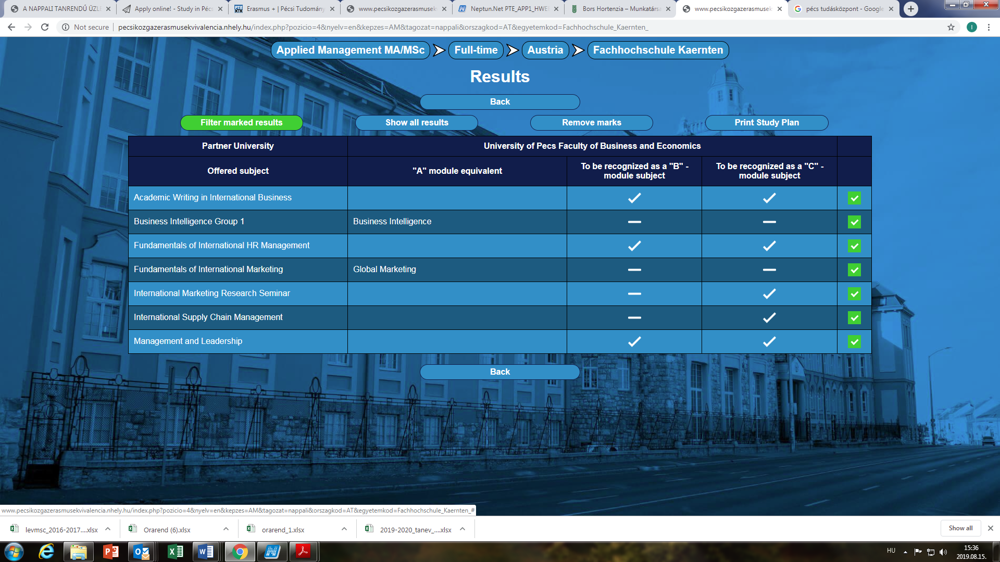 A NAPPALI TANRENDŰ ÜZLE
Apply online! - Study in Pécs
Erasmus + | Pécsi Tudomány
www.pecsikozgazerasmusek
Neptun.Net PTE_APP1_HWE
Bors Hortenzia – Munkatársa
www.pecsikozgazerasmusek
pécs tudásközpont - Google
Not secure | pecsikozgazerasmusekvivalencia.nhely.hu/index.php?pozicio=4&nyelv=en&kepzes=AM&tagozat=nappali&orszagkod=AT&egyetemkod=Fachhochschule_Kaernten_
I
Applied Management MA/MSc Full-time Austria Fachhochschule Kaernten
Results
Back
Filter marked results Show all results Remove marks Print Study Plan
Partner University University of Pecs Faculty of Business and Economics
Offered subject "A" module equivalent To be recognized as a "B" - module subject To be recognized as a "C" - module subject
Academic Writing in International Business
Business Intelligence Group 1 Business Intelligence
Fundamentals of International HR Management
Fundamentals of International Marketing Global Marketing
International Marketing Research Seminar
International Supply Chain Management
Management and Leadership
Back
www.pecsikozgazerasmusekvivalencia.nhely.hu/index.php?pozicio=4&nyelv=en&kepzes=AM&tagozat=nappali&orszagkod=AT&egyetemkod=Fachhochschule_Kaernten_#
levmsc_2016-2017....xlsx Orarend (6).xlsx orarend_1.xlsx 2019-2020_tanev_....xlsx Show all
HU 15:36
2019.08.15.